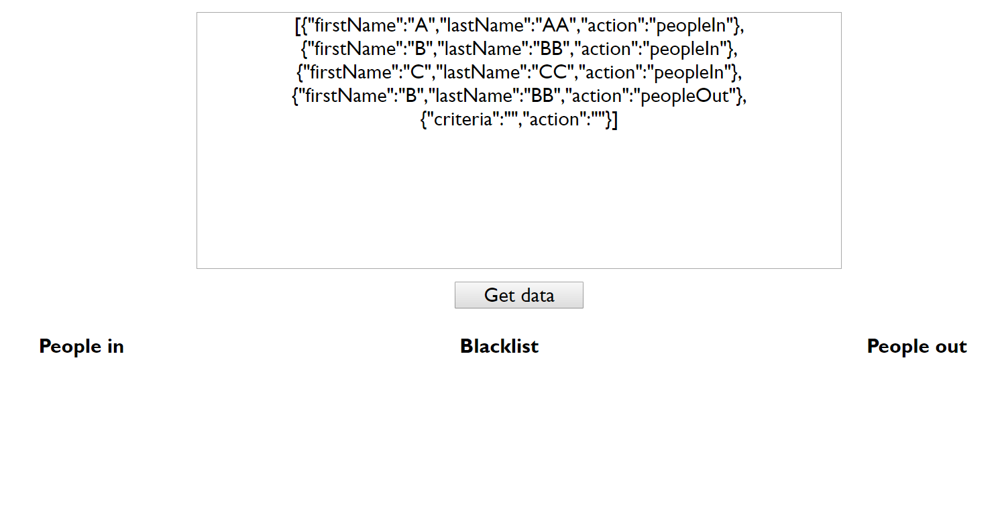 [{"firstName":"A","lastName":"AA","action":"peopleIn"},
{"firstName":"B","lastName":"BB","action":"peopleIn"},
{"firstName":"C","lastName":"CC","action":"peopleIn"},
{"firstName":"B","lastName":"BB","action":"peopleOut"},
{"criteria":"","action":""}]
Get data
People in
Blacklist
People out